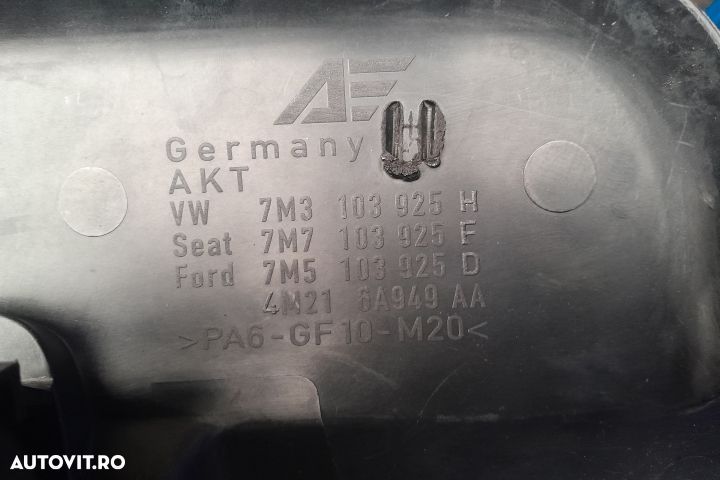 AE
Germany
AKT
VW 7M3 103 925 H
Seat 7M7 103 925 F
Ford 7M5 103 925 D
4M21 6A949 AA
>PA6-GF10-M20<
AUTOVIT.RO